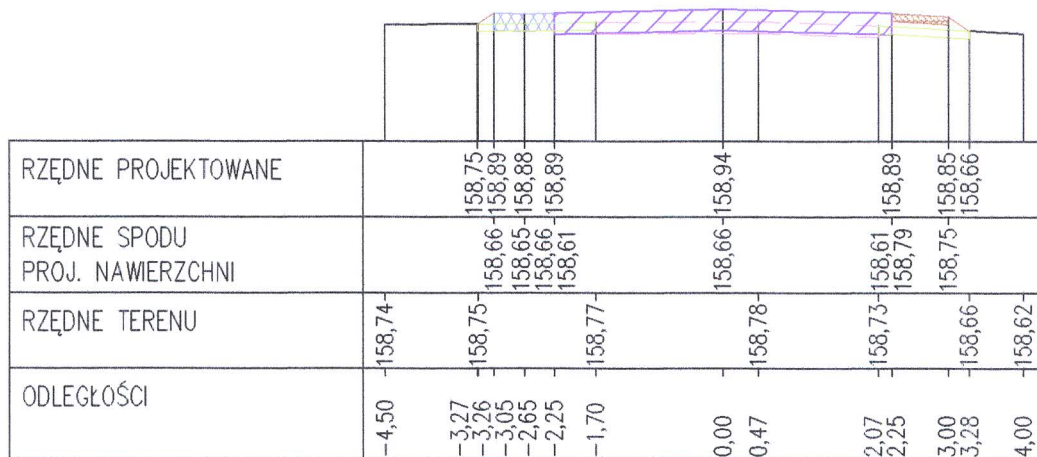 RZĘDNE PROJEKTOWANE
158,75 158,89 158,88 158,89 158,94 158,89 158,85 158,66
RZĘDNE SPODU
PROJ. NAWIERZCHNI
158,66 158,65 158,66 158,61 158,66 158,61 158,79 158,75
RZĘDNE TERENU
158,74 158,75 158,77 158,78 158,73 158,66 158,62
ODLEGŁOŚCI
-4,50 -3,27 -3,26 -3,05 -2,65 -2,25 -1,70 0,00 0,47 2,07 2,25 3,00 3,28 4,00